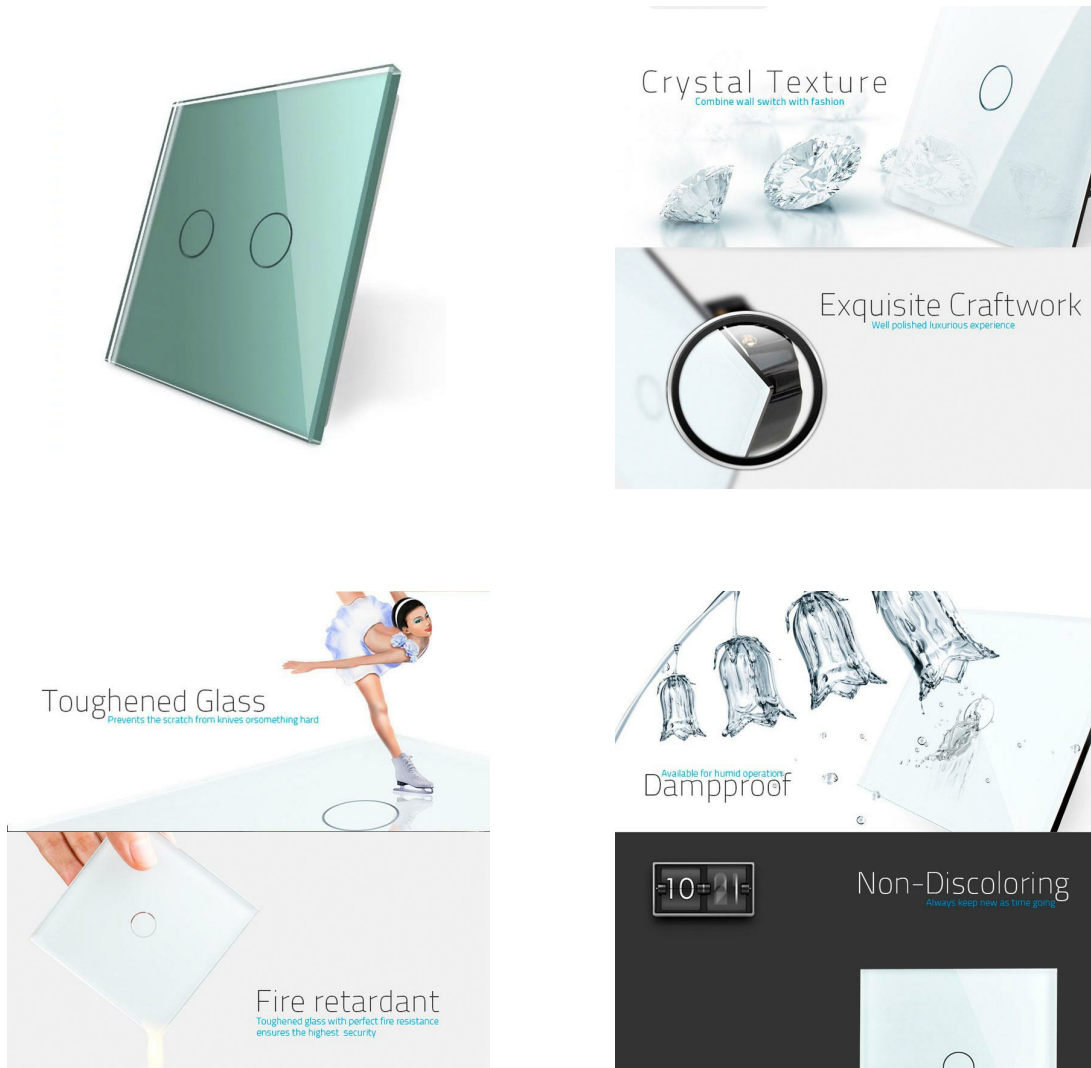 Crystal Texture
Combine wall switch with fashion
Exquisite Craftwork
Well polished luxurious experience
Toughened Glass
Prevents the scratch from knives orsomething hard
Available for humid operation
Dampproof
10 21
Non-Discoloring
Always keep new as time going
Fire retardant
Toughened glass with perfect fire resistance
ensures the highest security